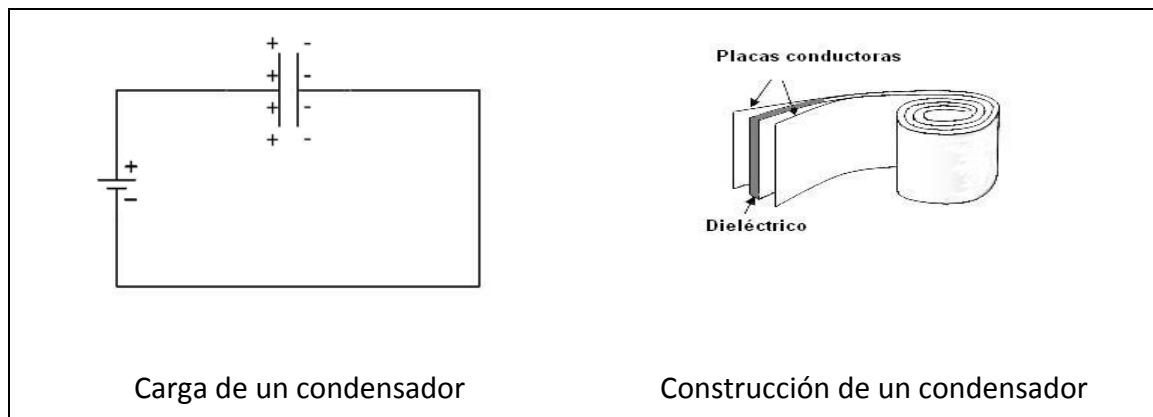 + -
+ -
+ -
+ -
+
-
Placas conductoras
Dieléctrico
Carga de un condensador
Construcción de un condensador